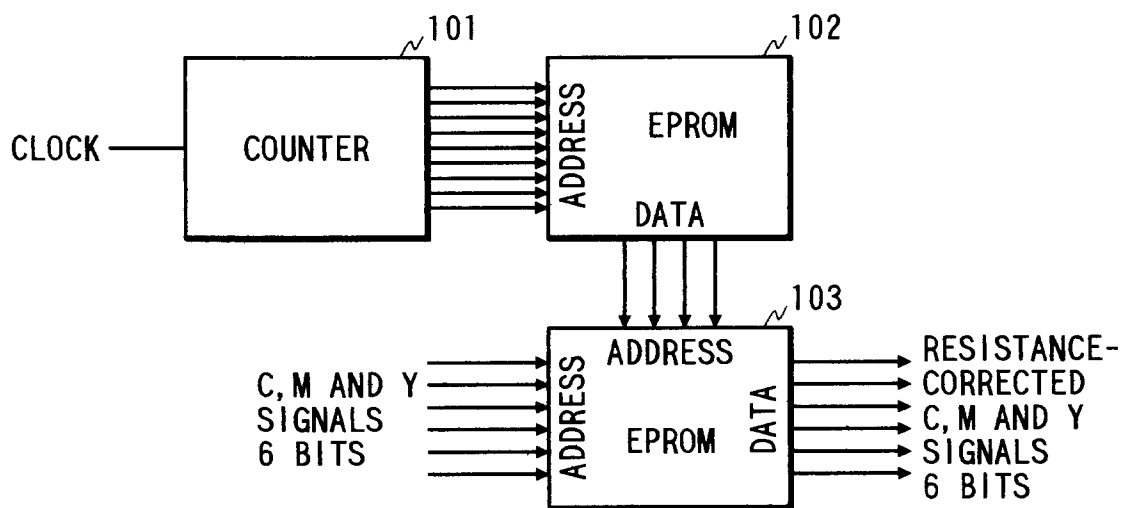 101
102
CLOCK
COUNTER
ADDRESS
EPROM
DATA
103
C, M AND Y
SIGNALS
6 BITS
ADDRESS
ADDRESS
EPROM
DATA
RESISTANCE-
CORRECTED
C, M AND Y
SIGNALS
6 BITS